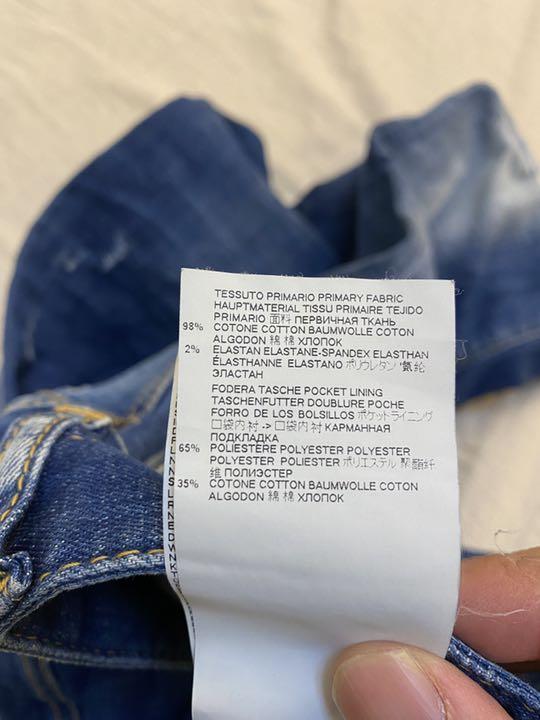 TESSUTO PRIMARIO PRIMARY FABRIC
HAUPTMATERIAL TISSU PRIMAIRE TEJIDO
PRIMARIO 面料 ПЕРВИЧНАЯ ТКАНЬ
98% COTONE COTTON BAUMWOLLE COTON
ALGODON 綿 棉 ХЛОПОК
2% ELASTAN ELASTANE-SPANDEX ELASTHAN
ÉLASTHANNE ELASTANO ポリウレタン 氨纶
ЭЛАСТАН
FODERA TASCHE POCKET LINING
TASCHENFUTTER DOUBLURE POCHE
FORRO DE LOS BOLSILLOS ポケットライニング
口袋内衬 -> 口袋内衬 КАРМАННАЯ
ПОДКЛАДКА
65% POLIESTERE POLYESTER POLYESTER
POLYESTER POLIESTER ポリエステル 聚酯纤
维 ПОЛИЭСТЕР
35% COTONE COTTON BAUMWOLLE COTON
ALGODON 綿 棉 ХЛОПОК